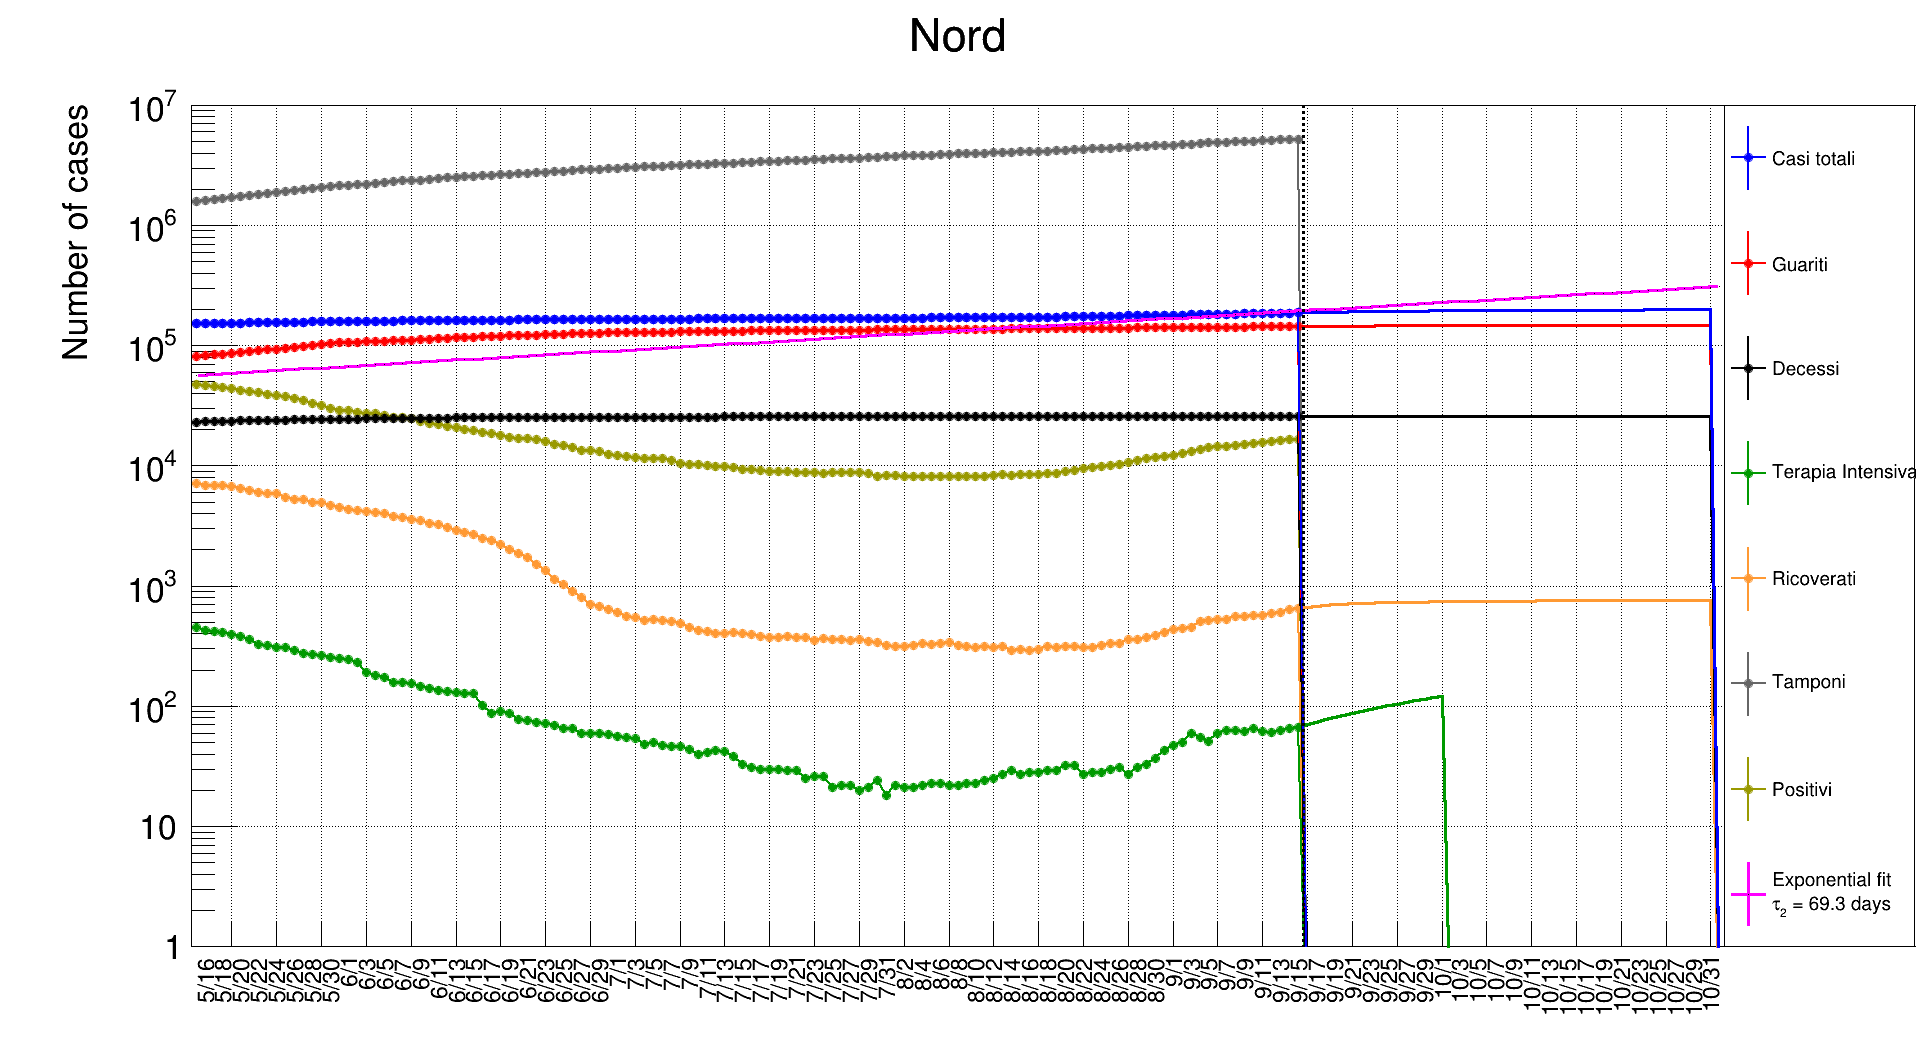 Nord
Number of cases
10^7
10^6
10^5
10^4
10^3
10^2
10
1
5/16 5/18 5/20 5/22 5/24 5/26 5/28 5/30 6/1 6/3 6/5 6/7 6/9 6/11 6/13 6/15 6/17 6/19 6/21 6/23 6/25 6/27 6/29 7/1 7/3 7/5 7/7 7/9 7/11 7/13 7/15 7/17 7/19 7/21 7/23 7/25 7/27 7/29 7/31 8/2 8/4 8/6 8/8 8/10 8/12 8/14 8/16 8/18 8/20 8/22 8/24 8/26 8/28 8/30 9/1 9/3 9/5 9/7 9/9 9/11 9/13 9/15 9/17 9/19 9/21 9/23 9/25 9/27 9/29 10/1 10/3 10/5 10/7 10/9 10/11 10/13 10/15 10/17 10/19 10/21 10/23 10/25 10/27 10/29 10/31
Casi totali
Guariti
Decessi
Terapia Intensiva
Ricoverati
Tamponi
Positivi
Exponential fit
τ₂ = 69.3 days